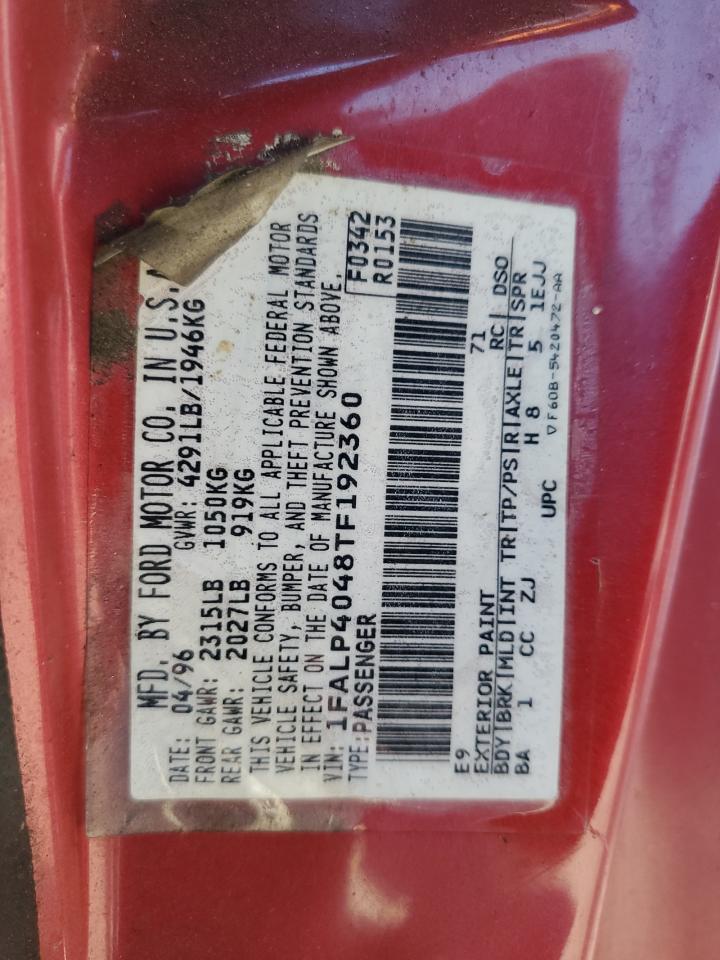 MFD. BY FORD MOTOR CO. IN U.S.
DATE: 04/96 GVWR: 4291LB/1946KG
FRONT GAWR: 2315LB 1050KG
REAR GAWR: 2027LB 919KG
THIS VEHICLE CONFORMS TO ALL APPLICABLE FEDERAL MOTOR
VEHICLE SAFETY, BUMPER, AND THEFT PREVENTION STANDARDS
IN EFFECT ON THE DATE OF MANUFACTURE SHOWN ABOVE.
VIN: 1FALP4048TF192360 F0342
TYPE: PASSENGER R0153
E9 71
EXTERIOR PAINT RC| DSO
BDY|BRK|MLD|INT TR|TP/PS|R|AXLE|TR|SPR
BA 1 CC ZJ H 8 5 1EJJ
UPC ▽F60B-5420472-AA